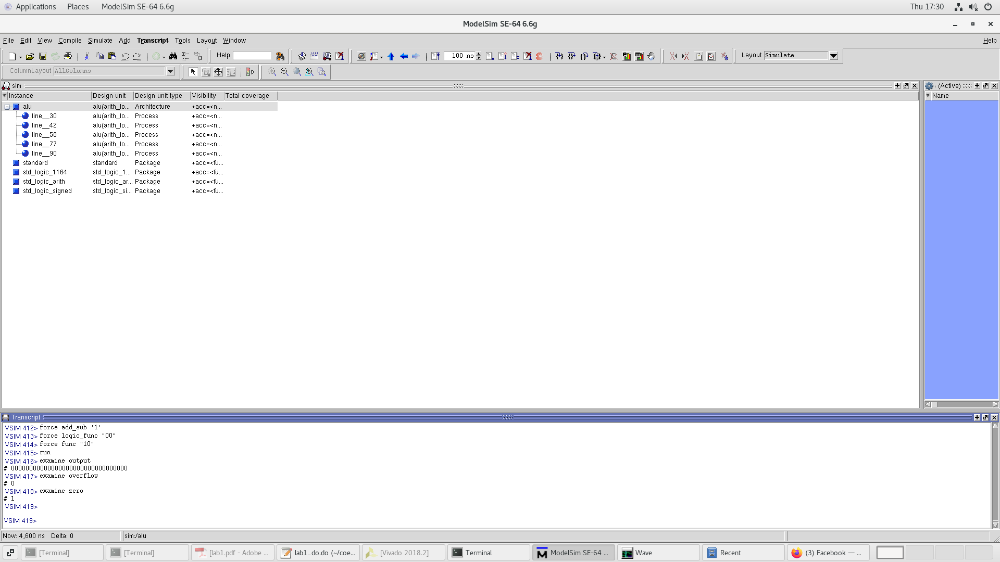 Applications Places ModelSim SE-64 6.6g Thu 17:30
ModelSim SE-64 6.6g
File Edit View Compile Simulate Add Transcript Tools Layout Window Help
Help 100 ns Layout Simulate
ColumnLayout AllColumns
sim (Active)
Instance Design unit Design unit type Visibility Total coverage Name
alu alu(arith_lo... Architecture +acc=<n...
line__30 alu(arith_lo... Process +acc=<n...
line__42 alu(arith_lo... Process +acc=<n...
line__58 alu(arith_lo... Process +acc=<n...
line__77 alu(arith_lo... Process +acc=<n...
line__90 alu(arith_lo... Process +acc=<n...
standard standard Package +acc=<fu...
std_logic_1164 std_logic_1... Package +acc=<fu...
std_logic_arith std_logic_ar... Package +acc=<fu...
std_logic_signed std_logic_si... Package +acc=<fu...
Transcript
VSIM 412> force add_sub '1'
VSIM 413> force logic_func "00"
VSIM 414> force func "10"
VSIM 415> run
VSIM 416> examine output
# 00000000000000000000000000000000
VSIM 417> examine overflow
# 0
VSIM 418> examine zero
# 1
VSIM 419>
VSIM 419>
Now: 4,600 ns Delta: 0 sim:/alu
[Terminal] [Terminal] [lab1.pdf - Adobe ... lab1_do.do (~/coe... [Vivado 2018.2] Terminal ModelSim SE-64 ... Wave Recent (3) Facebook — ...